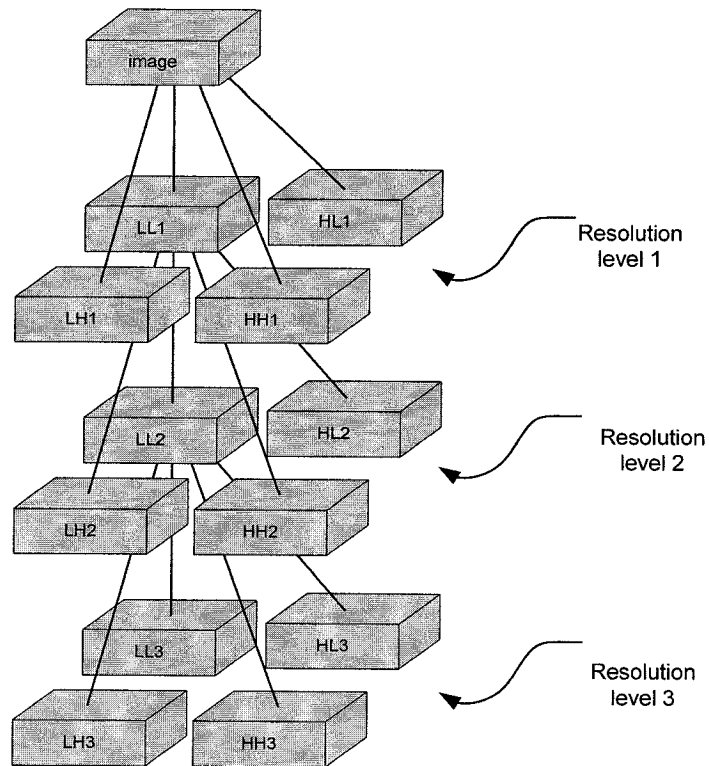 image
LL1
HL1
Resolution
level 1
LH1
HH1
LL2
HL2
Resolution
level 2
LH2
HH2
LL3
HL3
Resolution
level 3
LH3
HH3